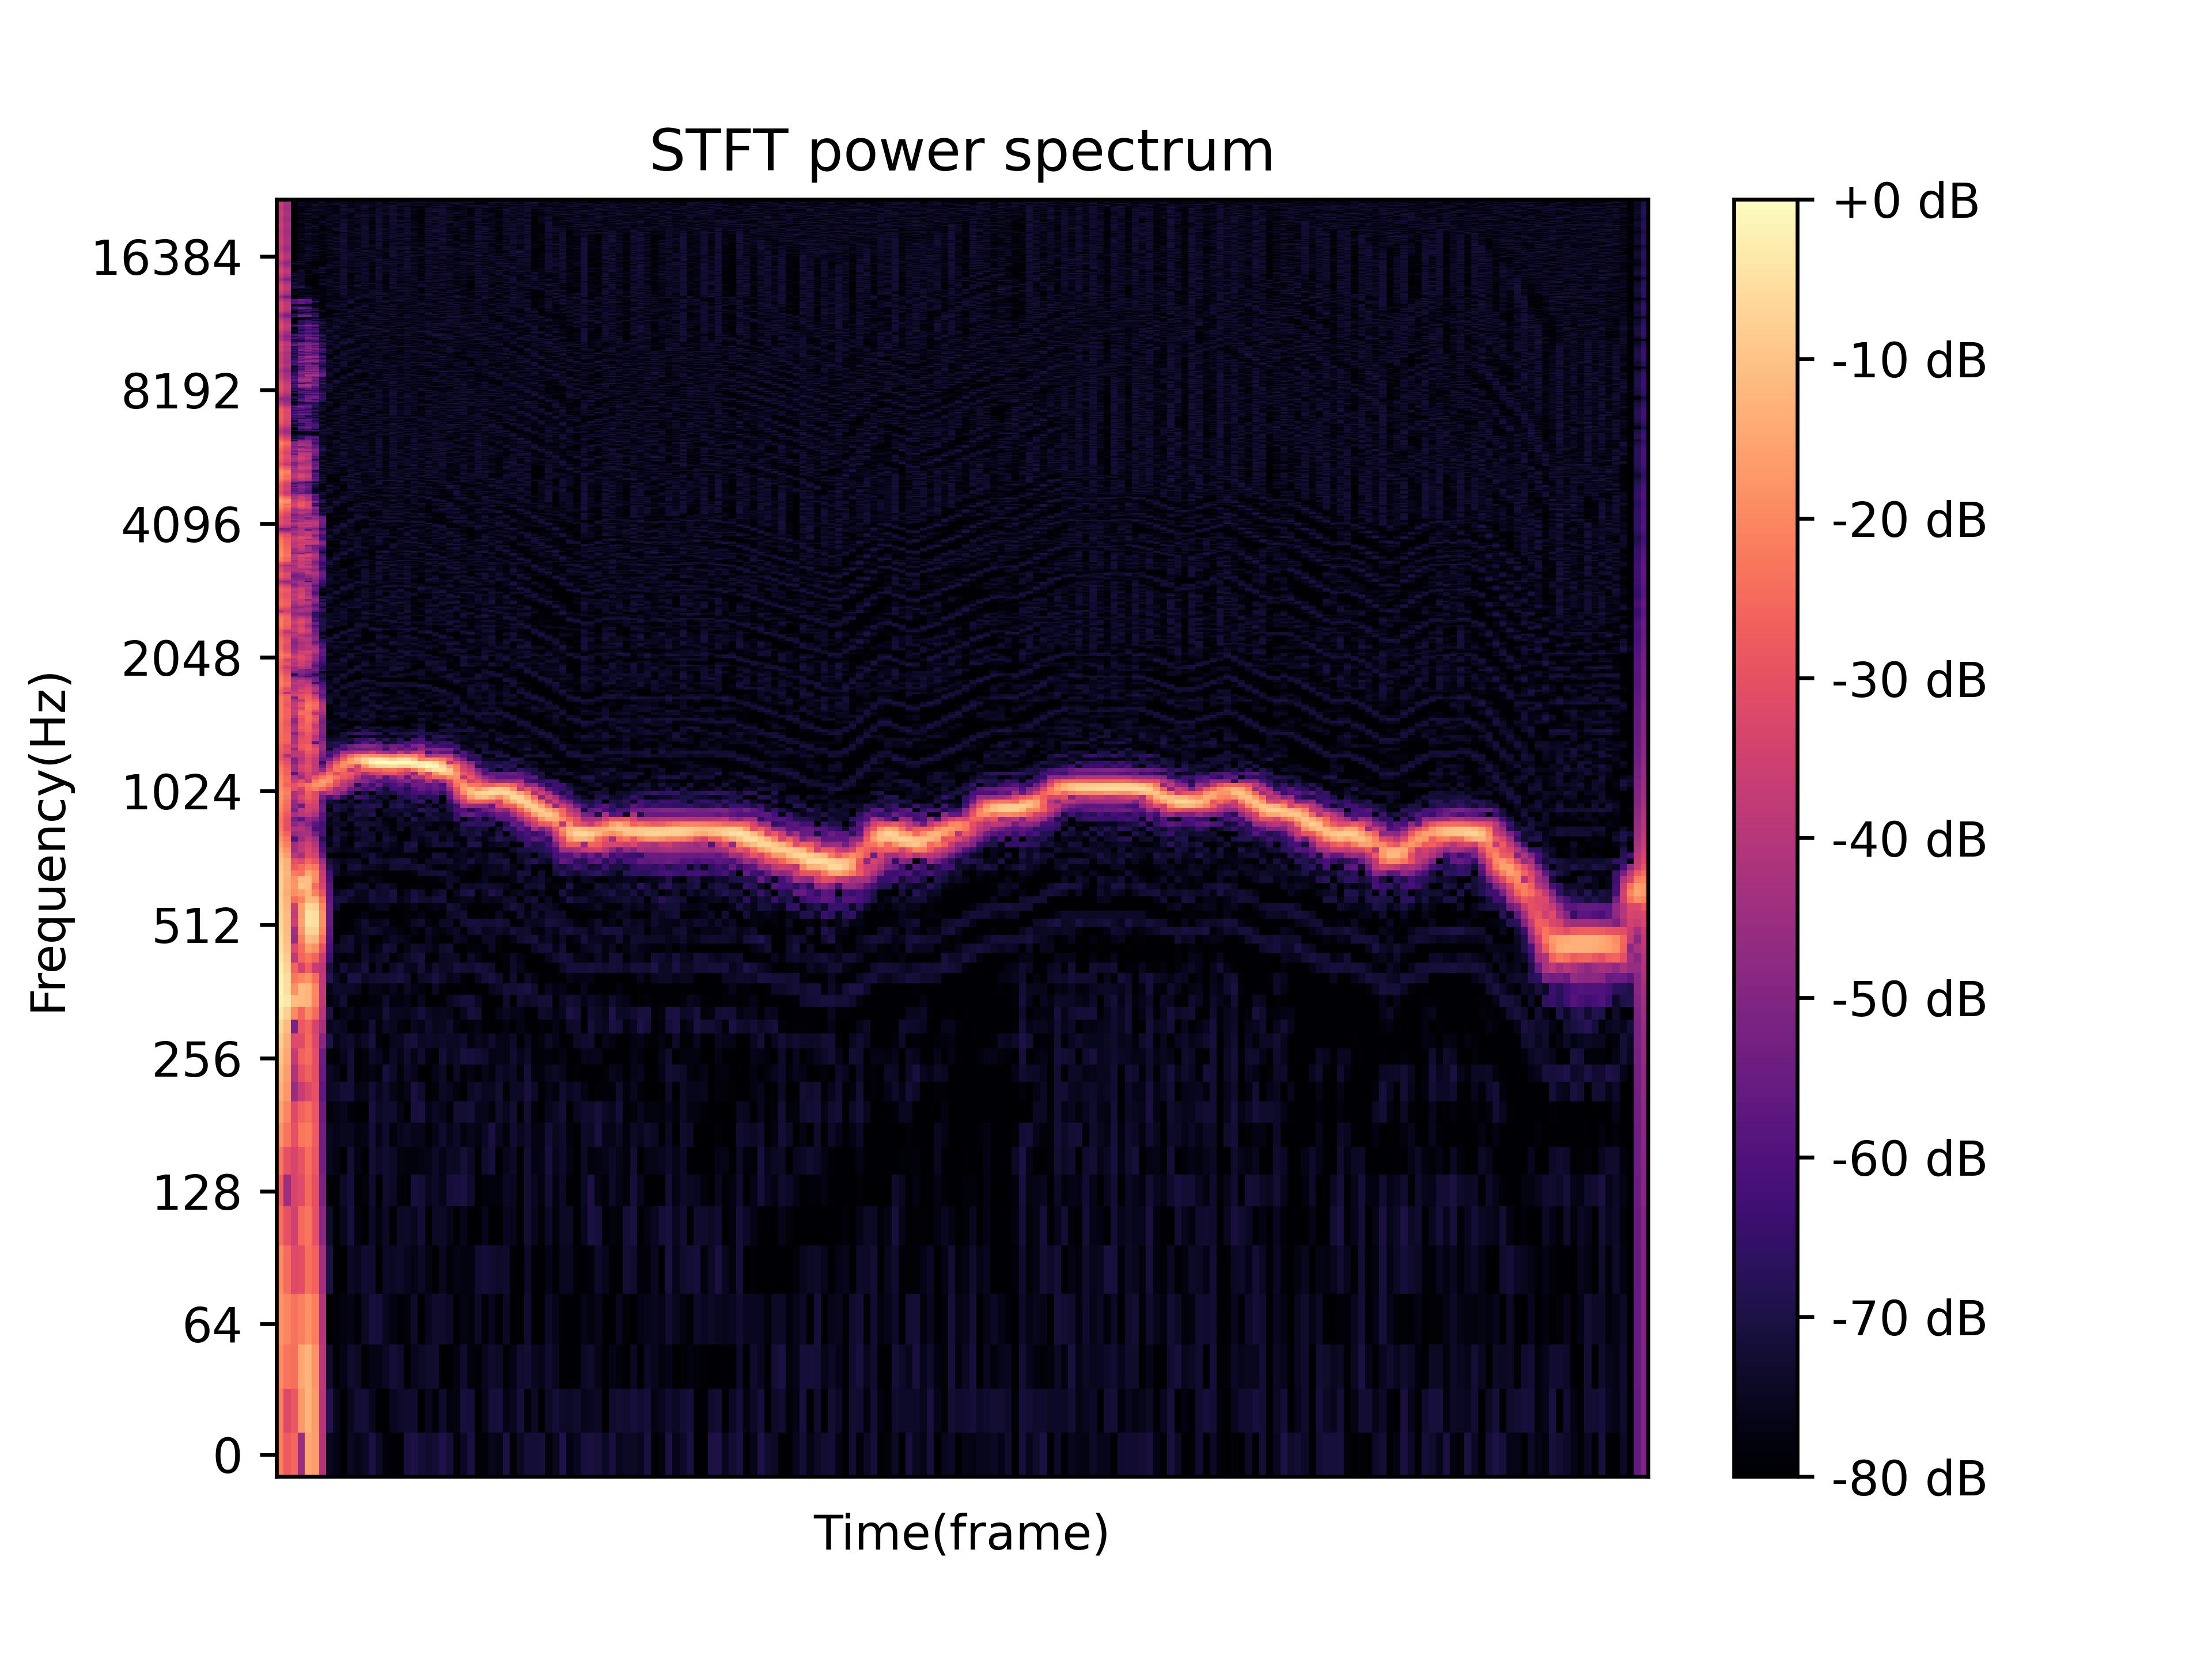 STFT power spectrum
Frequency(Hz)
16384
8192
4096
2048
1024
512
256
128
64
0
Time(frame)
+0 dB
-10 dB
-20 dB
-30 dB
-40 dB
-50 dB
-60 dB
-70 dB
-80 dB